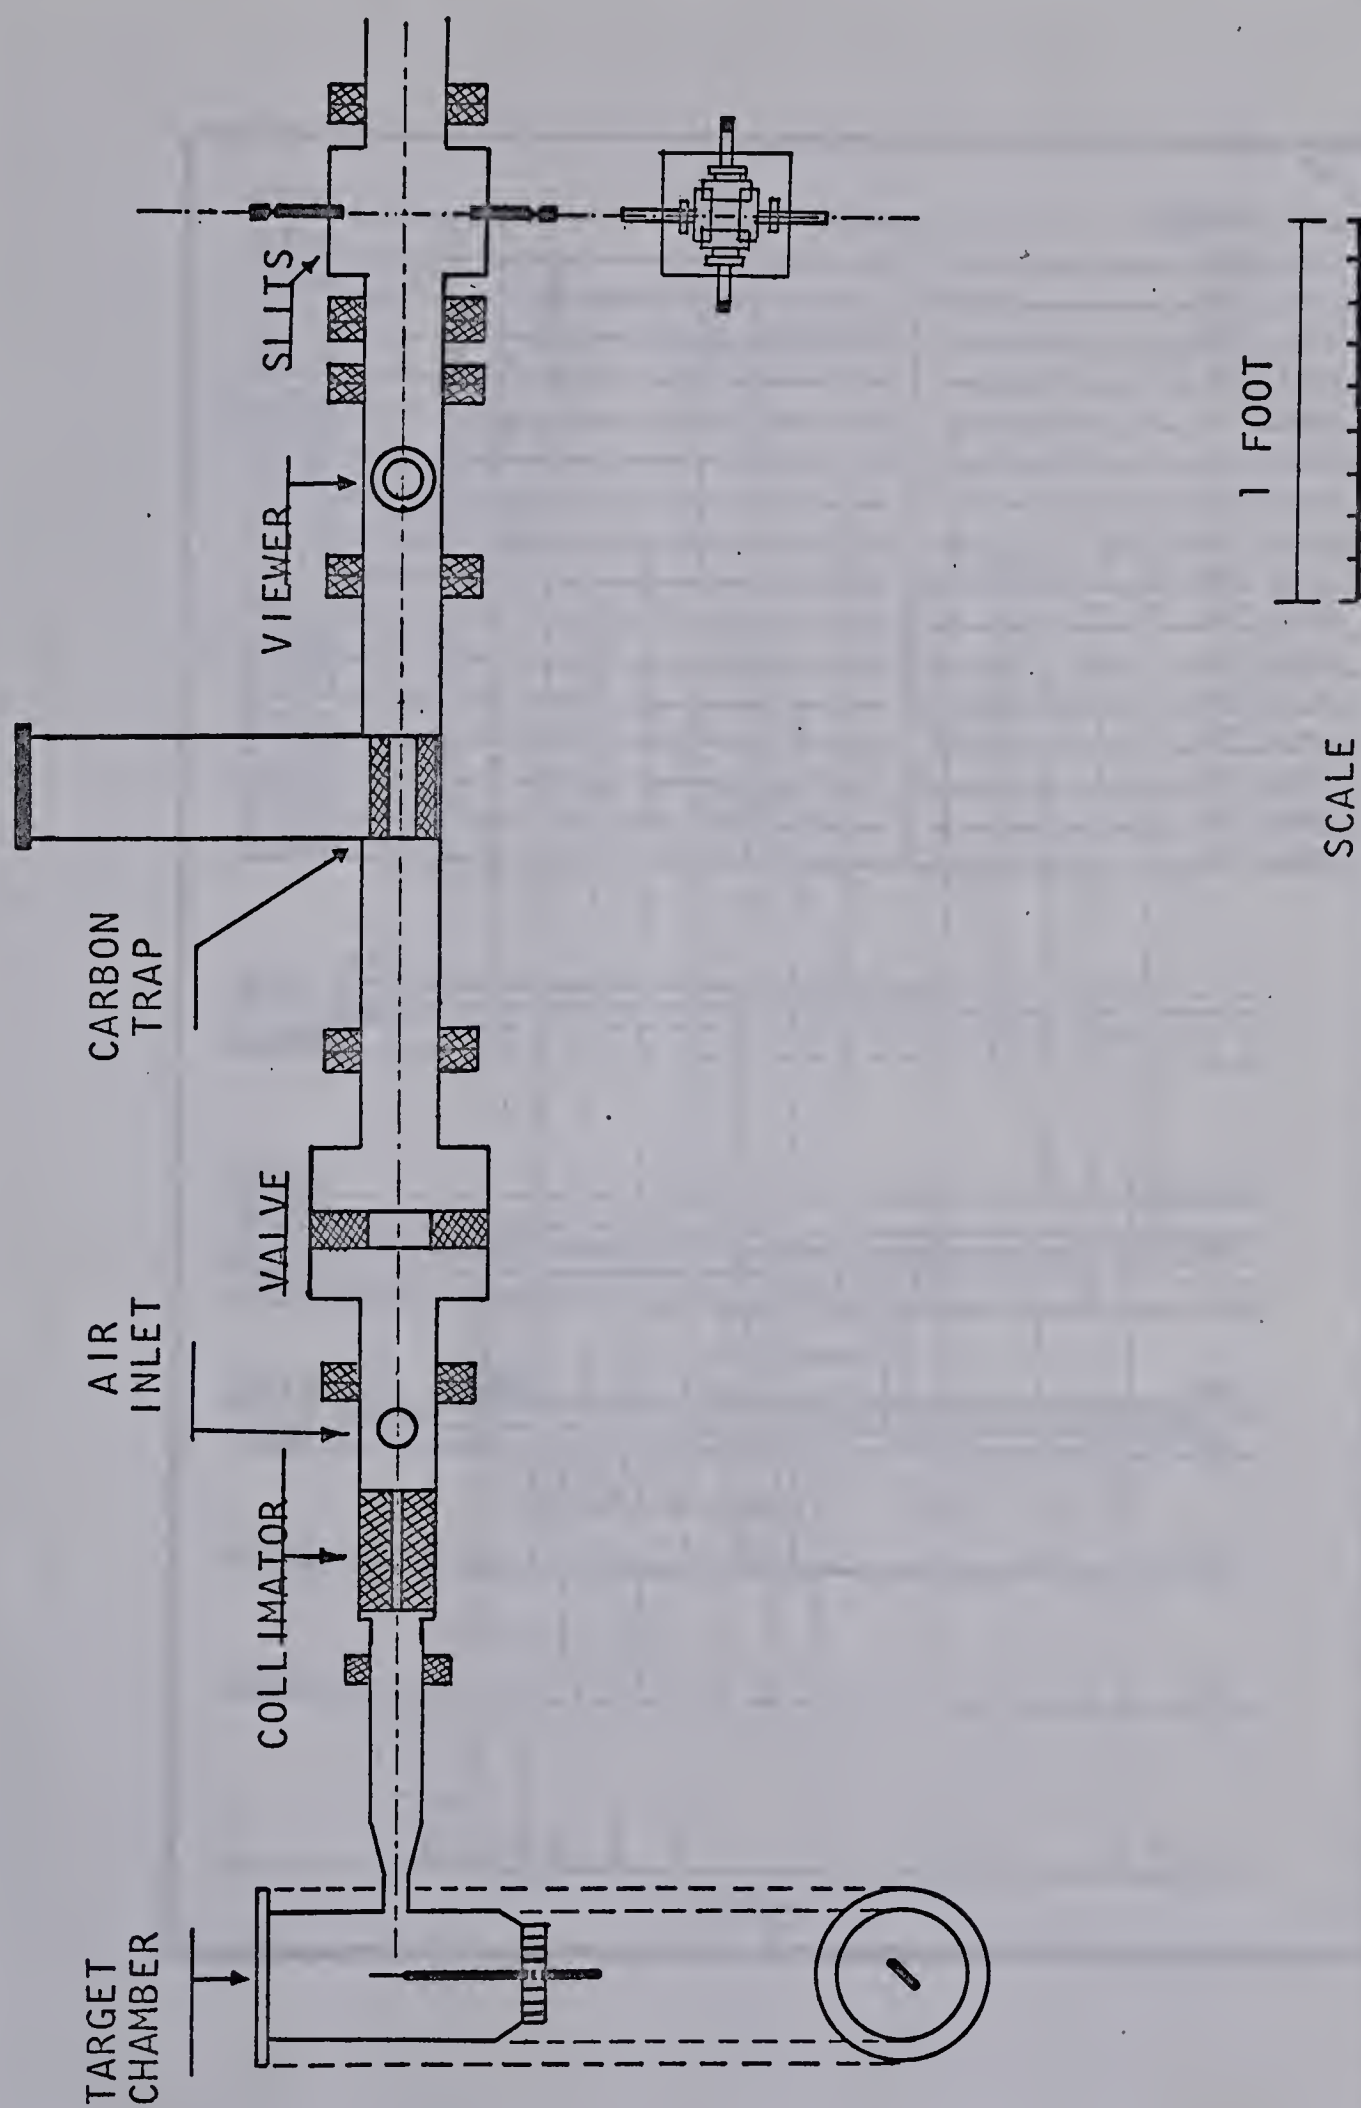 TARGET
CHAMBER
COLLIMATOR
AIR
INLET
VALVE
CARBON
TRAP
VIEWER
SLITS
SCALE
1 FOOT